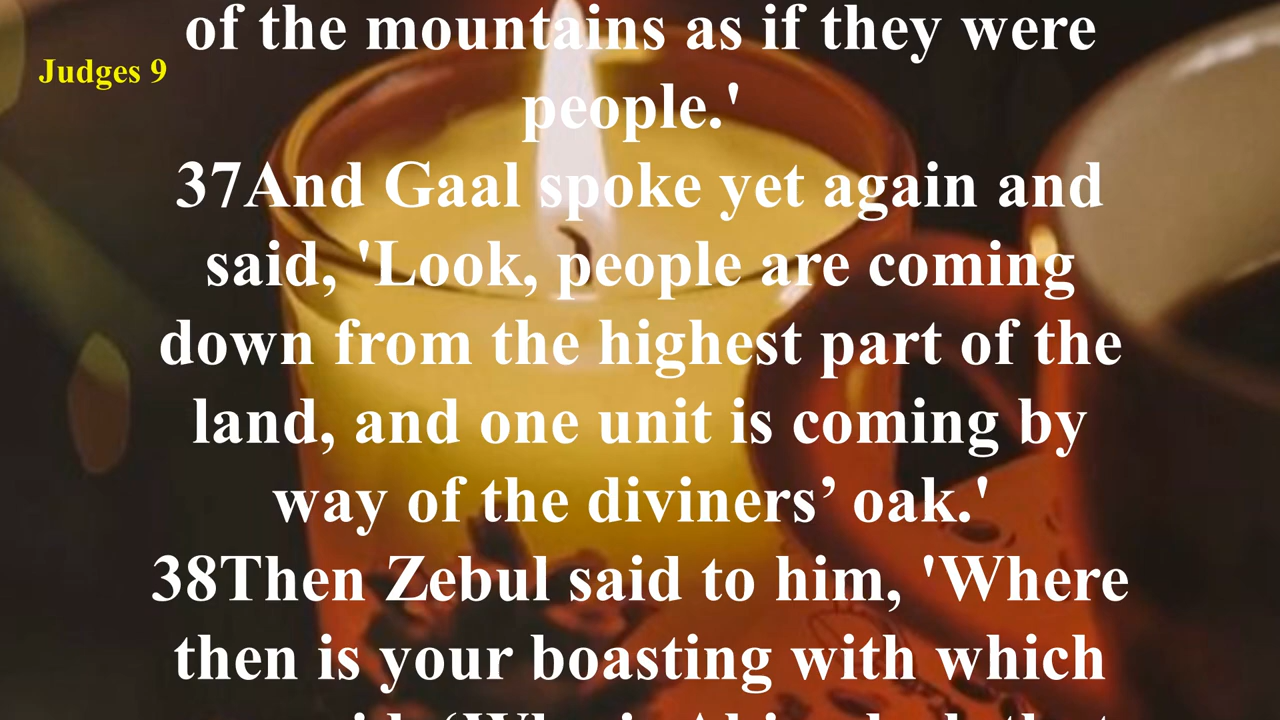 of the mountains as if they were
Judges 9
people.'
37And Gaal spoke yet again and
said, 'Look, people are coming
down from the highest part of the
land, and one unit is coming by
way of the diviners’ oak.'
38Then Zebul said to him, 'Where
then is your boasting with which